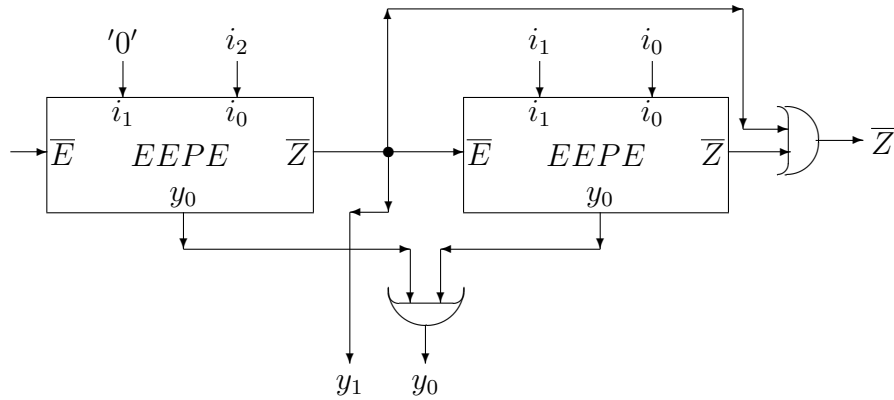 '0' i₂ i₁ i₀
i₁ i₀ i₁ i₀
E̅ EEPE Z̅ E̅ EEPE Z̅ Z̅
y₀ y₀
y₁ y₀